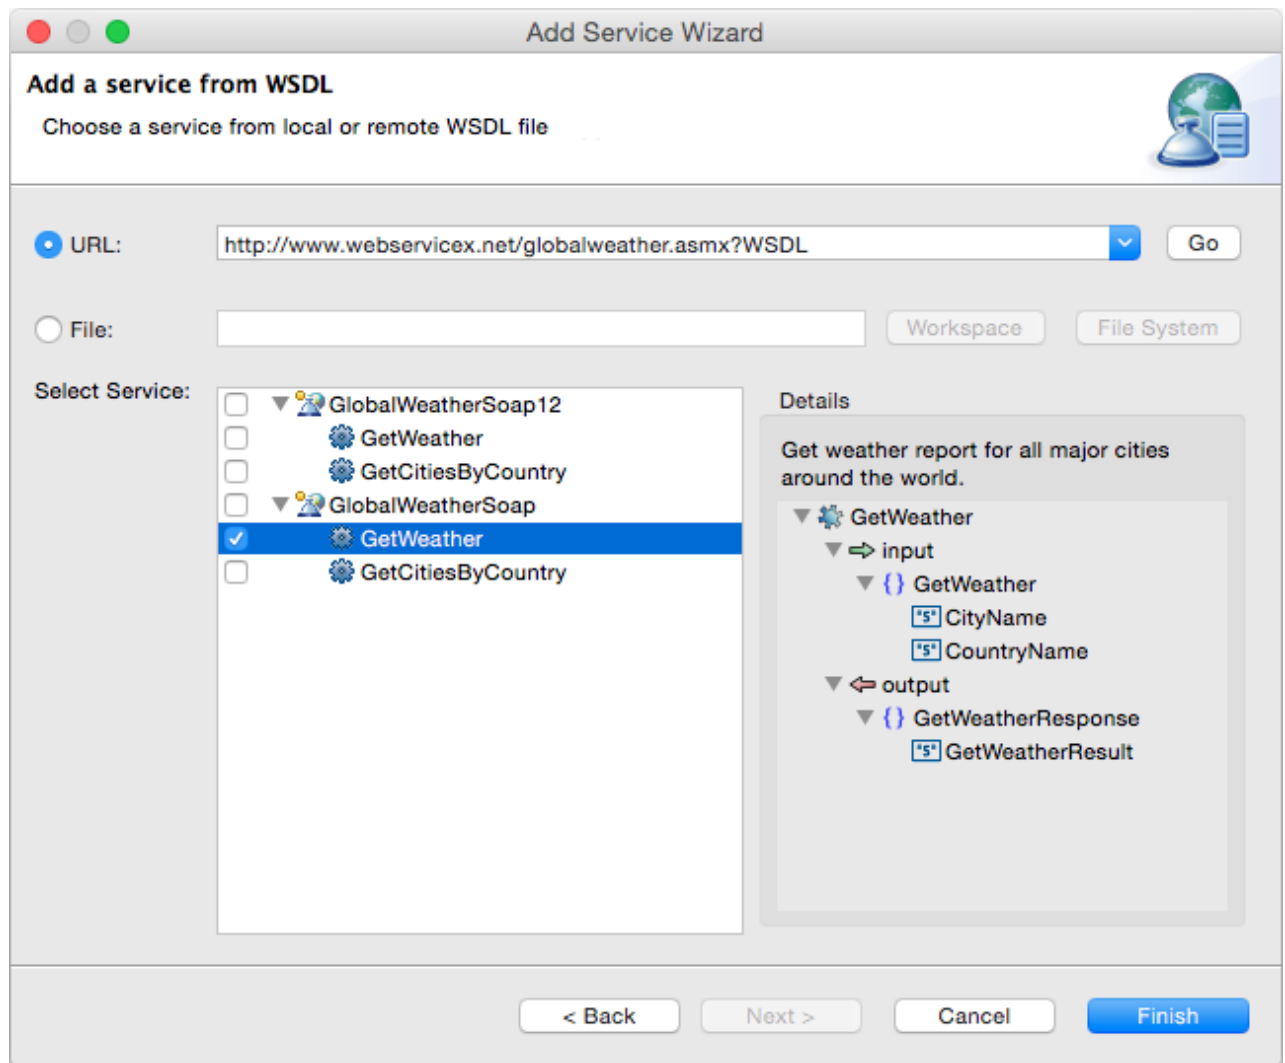 Add Service Wizard
Add a service from WSDL
Choose a service from local or remote WSDL file
URL: http://www.webservicex.net/globalweather.asmx?WSDL Go
File: Workspace File System
Select Service:
GlobalWeatherSoap12
GetWeather
GetCitiesByCountry
GlobalWeatherSoap
GetWeather
GetCitiesByCountry
Details
Get weather report for all major cities
around the world.
GetWeather
input
{} GetWeather
"S" CityName
"S" CountryName
output
{} GetWeatherResponse
"S" GetWeatherResult
< Back Next > Cancel Finish